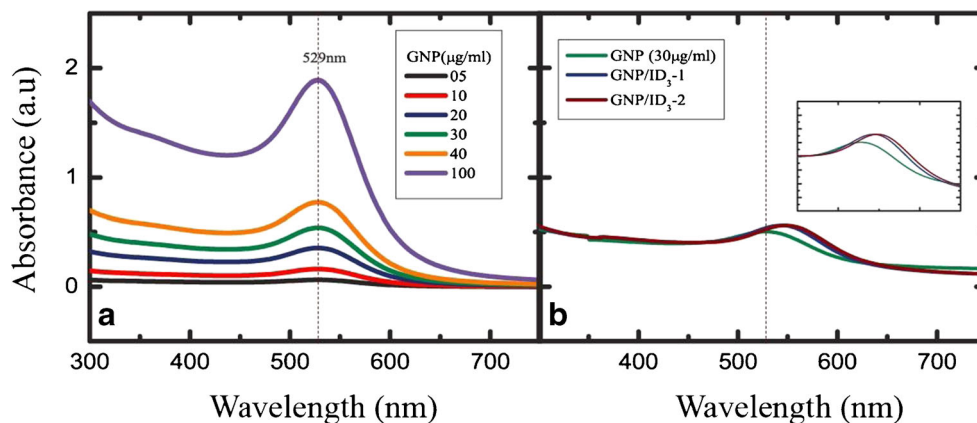 529nm
GNP(μg/ml)
05
10
20
30
40
100
2
1
0
Absorbance (a.u)
a
300
400
500
600
700
Wavelength (nm)
GNP (30μg/ml)
GNP/ID₃-1
GNP/ID₃-2
b
400
500
600
700
Wavelength (nm)